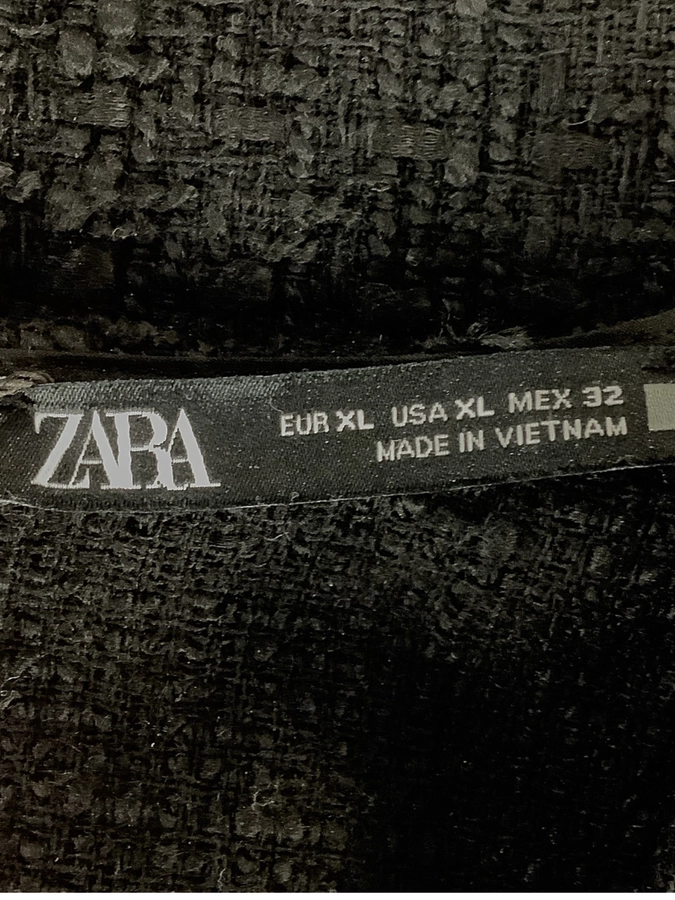 ZARA
EUR XL USA XL MEX 32
MADE IN VIETNAM